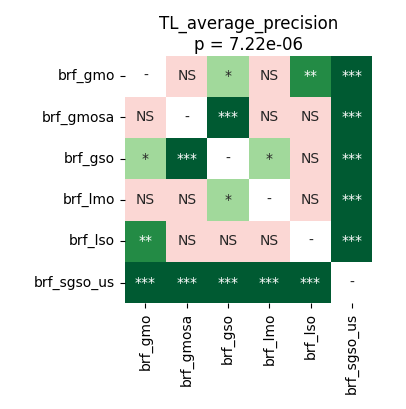 TL_average_precision
p = 7.22e-06
brf_gmo - NS * NS ** ***
brf_gmosa NS - *** NS NS ***
brf_gso * *** - * NS ***
brf_lmo NS NS * - NS ***
brf_lso ** NS NS NS - ***
brf_sgso_us *** *** *** *** *** -
brf_gmo brf_gmosa brf_gso brf_lmo brf_lso brf_sgso_us